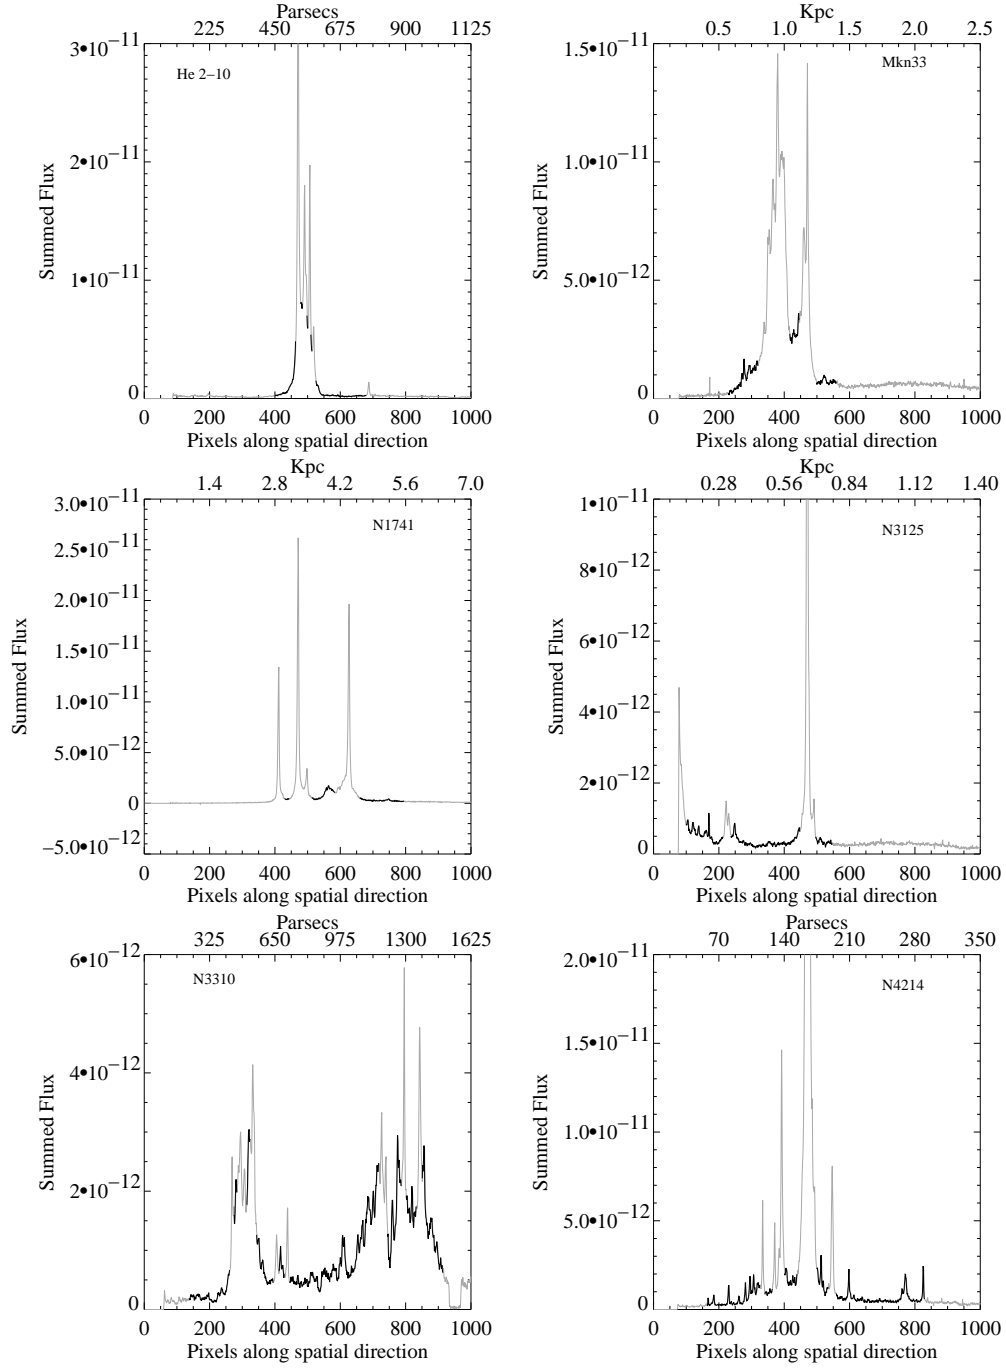 Parsecs
225 450 675 900 1125
3•10−11
2•10−11
1•10−11
0
Summed Flux
He 2−10
0 200 400 600 800 1000
Pixels along spatial direction
Kpc
0.5 1.0 1.5 2.0 2.5
1.5•10−11
1.0•10−11
5.0•10−12
0
Summed Flux
Mkn33
0 200 400 600 800 1000
Pixels along spatial direction
Kpc
1.4 2.8 4.2 5.6 7.0
3.0•10−11
2.5•10−11
2.0•10−11
1.5•10−11
1.0•10−11
5.0•10−12
0
−5.0•10−12
Summed Flux
N1741
0 200 400 600 800 1000
Pixels along spatial direction
Kpc
0.28 0.56 0.84 1.12 1.40
1•10−11
8•10−12
6•10−12
4•10−12
2•10−12
0
Summed Flux
N3125
0 200 400 600 800 1000
Pixels along spatial direction
Parsecs
325 650 975 1300 1625
6•10−12
4•10−12
2•10−12
0
Summed Flux
N3310
0 200 400 600 800 1000
Pixels along spatial direction
Parsecs
70 140 210 280 350
2.0•10−11
1.5•10−11
1.0•10−11
5.0•10−12
0
Summed Flux
N4214
0 200 400 600 800 1000
Pixels along spatial direction